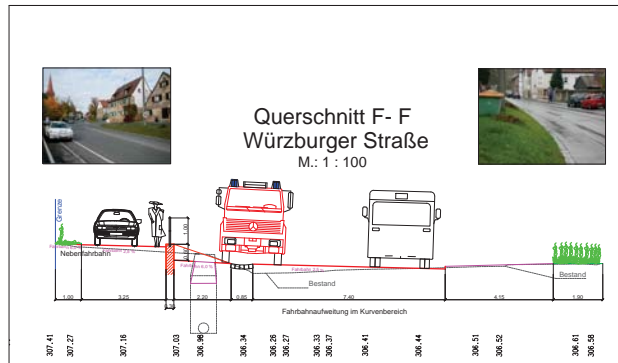 Querschnitt F- F
Würzburger Straße
M.: 1 : 100
Grenze
1.00
Nebenfahrbahn
Bestand
Bestand
1.00 3.25 2.20 0.85 7.40 4.15 1.90
Fahrbahnaufweitung im Kurvenbereich
307.41 307.27 307.16 307.03 306.98 306.34 306.26 306.27 306.33 306.37 306.41 306.44 306.51 306.52 306.61 306.58